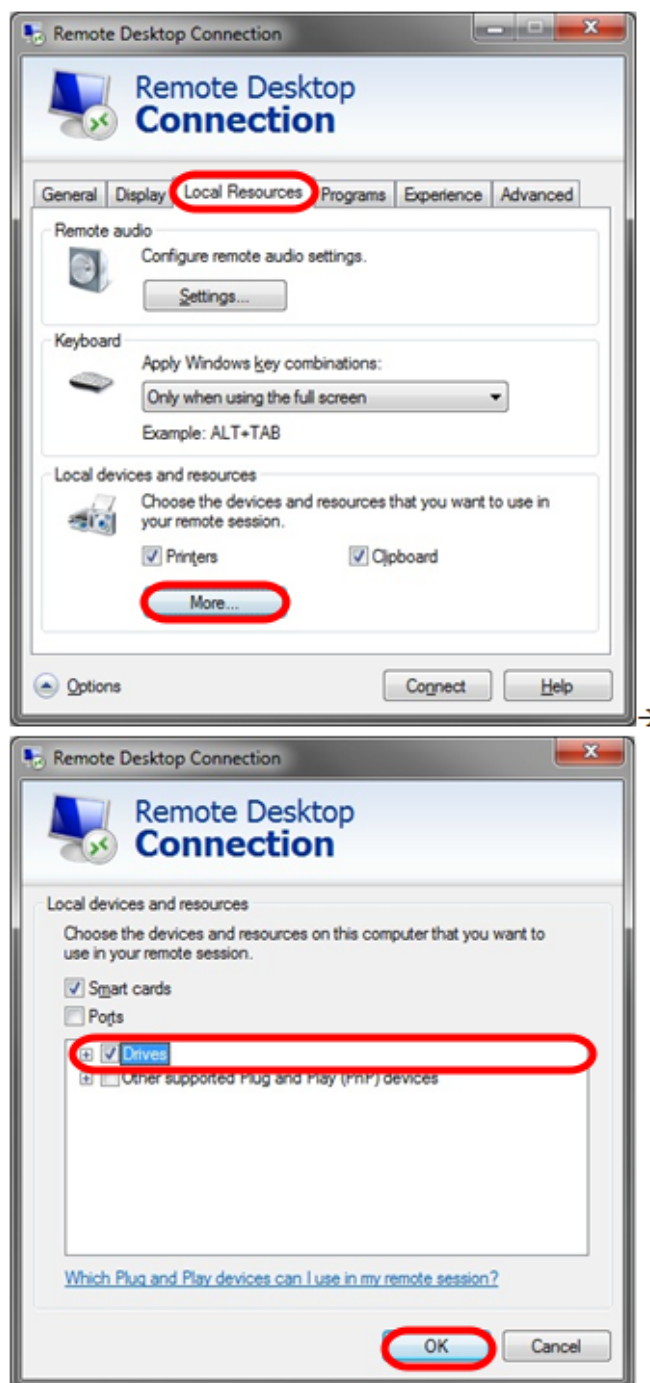 Remote Desktop Connection
Remote Desktop
Connection
General Display Local Resources Programs Experience Advanced
Remote audio
Configure remote audio settings.
Settings...
Keyboard
Apply Windows key combinations:
Only when using the full screen
Example: ALT+TAB
Local devices and resources
Choose the devices and resources that you want to use in
your remote session.
Printers Clipboard
More...
Options Connect Help
→
Remote Desktop Connection
Remote Desktop
Connection
Local devices and resources
Choose the devices and resources on this computer that you want to
use in your remote session.
Smart cards
Ports
Drives
Other supported Plug and Play (PnP) devices
Which Plug and Play devices can I use in my remote session?
OK Cancel